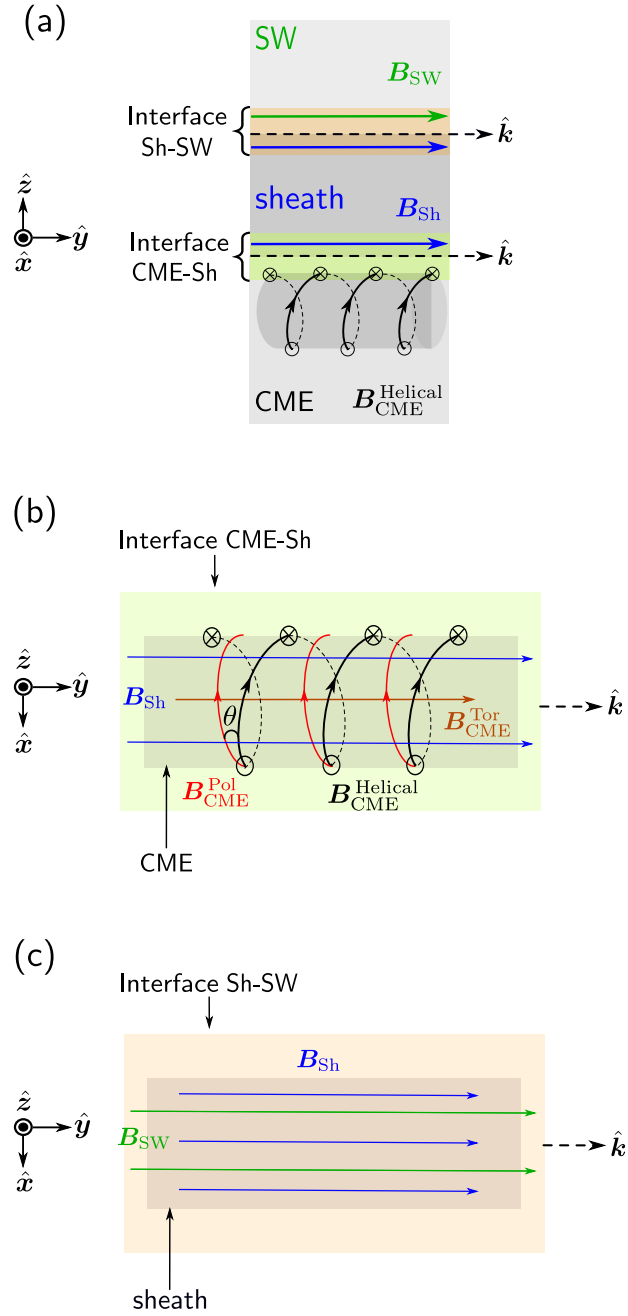 (a)
SW
B_SW
Interface
Sh-SW
k̂
ẑ
ŷ
x̂
sheath
B_Sh
Interface
CME-Sh
k̂
CME
B_CME^Helical
(b)
Interface CME-Sh
ẑ
ŷ
x̂
B_Sh
θ
B_CME^Tor
k̂
B_CME^Pol
B_CME^Helical
CME
(c)
Interface Sh-SW
B_Sh
ẑ
ŷ
x̂
B_SW
k̂
sheath